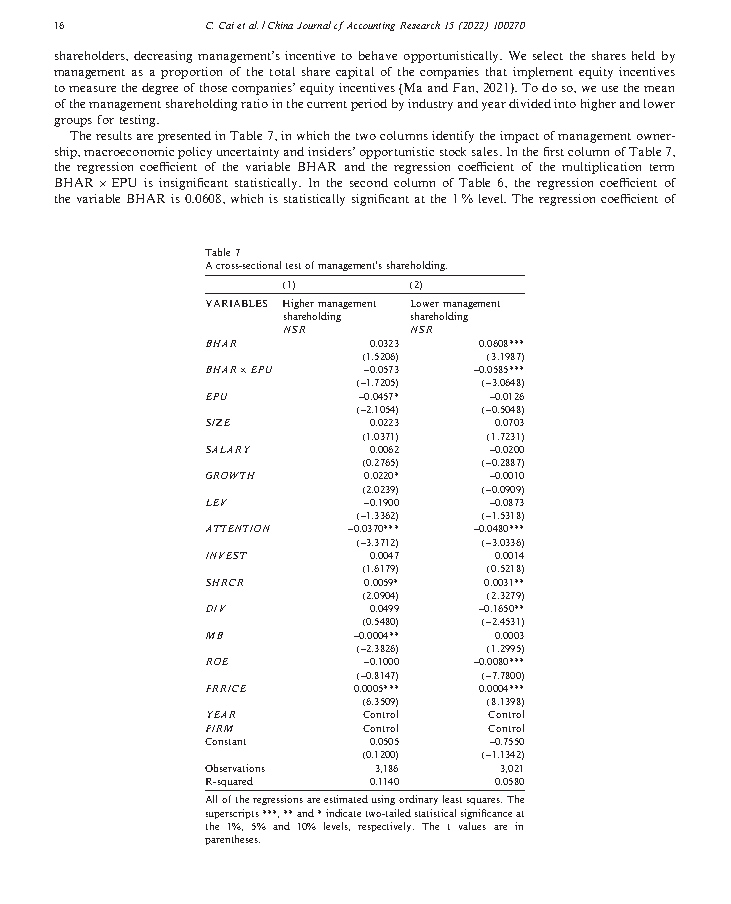 16
C. Cai et al. / China Journal of Accounting Research 15 (2022) 100270
shareholders, decreasing management's incentive to behave opportunistically. We select the shares held by
management as a proportion of the total share capital of the companies that implement equity incentives
to measure the degree of those companies' equity incentives (Ma and Fan, 2021). To do so, we use the mean
of the management shareholding ratio in the current period by industry and year divided into higher and lower
groups for testing.
The results are presented in Table 7, in which the two columns identify the impact of management owner-
ship, macroeconomic policy uncertainty and insiders' opportunistic stock sales. In the first column of Table 7,
the regression coefficient of the variable BHAR and the regression coefficient of the multiplication term
BHAR × EPU is insignificant statistically. In the second column of Table 6, the regression coefficient of
the variable BHAR is 0.0608, which is statistically significant at the 1 % level. The regression coefficient of
Table 7
A cross-sectional test of management's shareholding.
(1) (2)
VARIABLES Higher management Lower management
shareholding shareholding
NSR NSR
BHAR 0.0323 0.0608***
(1.5206) (3.1987)
BHAR × EPU –0.0573 –0.0585***
(–1.7205) (–3.0648)
EPU –0.0457* –0.0126
(–2.1054) (–0.5048)
SIZE 0.0223 0.0703
(1.0371) (1.7231)
SALARY 0.0062 –0.0200
(0.2765) (–0.2887)
GROWTH 0.0220* –0.0010
(2.0239) (–0.0909)
LEV –0.1900 –0.0873
(–1.3362) (–1.5318)
ATTENTION –0.0370*** –0.0480***
(–3.3712) (–3.0336)
INVEST 0.0047 0.0014
(1.6179) (0.5218)
SHRCR 0.0059* 0.0031**
(2.0904) (2.3279)
DIV 0.0499 –0.1650**
(0.5480) (–2.4531)
MB –0.0004** 0.0003
(–2.3826) (1.2995)
ROE –0.1000 –0.0080***
(–0.8147) (–7.7800)
FRRICE 0.0005*** 0.0004***
(6.3509) (8.1398)
YEAR Control Control
FIRM Control Control
Constant 0.0505 –0.7550
(0.1200) (–1.1342)
Observations 3,186 3,021
R-squared 0.1140 0.0580
All of the regressions are estimated using ordinary least squares. The
superscripts ***, ** and * indicate two-tailed statistical significance at
the 1%, 5% and 10% levels, respectively. The t values are in
parentheses.